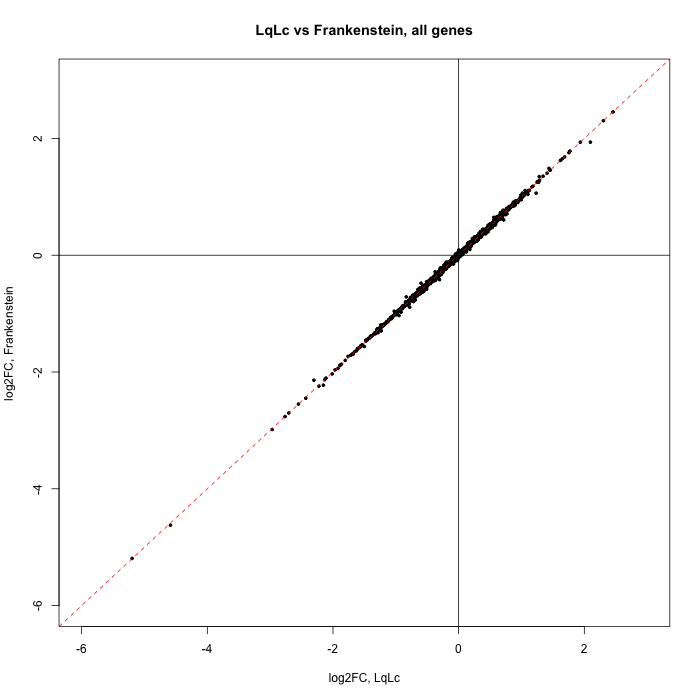 LqLc vs Frankenstein, all genes
log2FC, Frankenstein
2
0
-2
-4
-6
-6 -4 -2 0 2
log2FC, LqLc